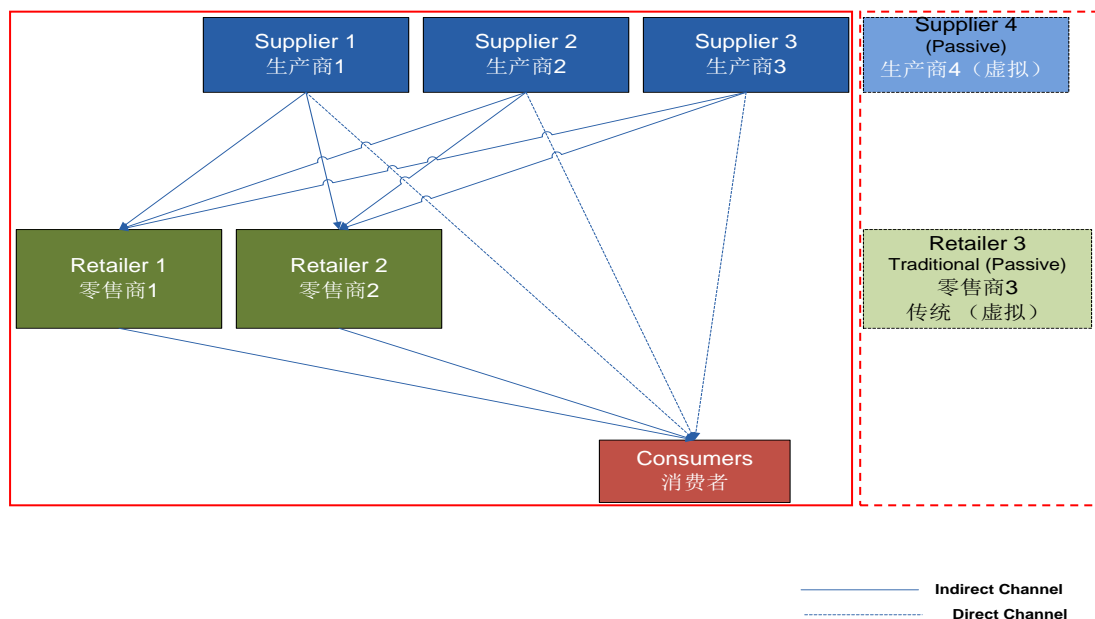 Supplier 1
生产商1
Supplier 2
生产商2
Supplier 3
生产商3
Supplier 4
(Passive)
生产商4（虚拟）
Retailer 1
零售商1
Retailer 2
零售商2
Retailer 3
Traditional (Passive)
零售商3
传统 （虚拟）
Consumers
消费者
Indirect Channel
Direct Channel